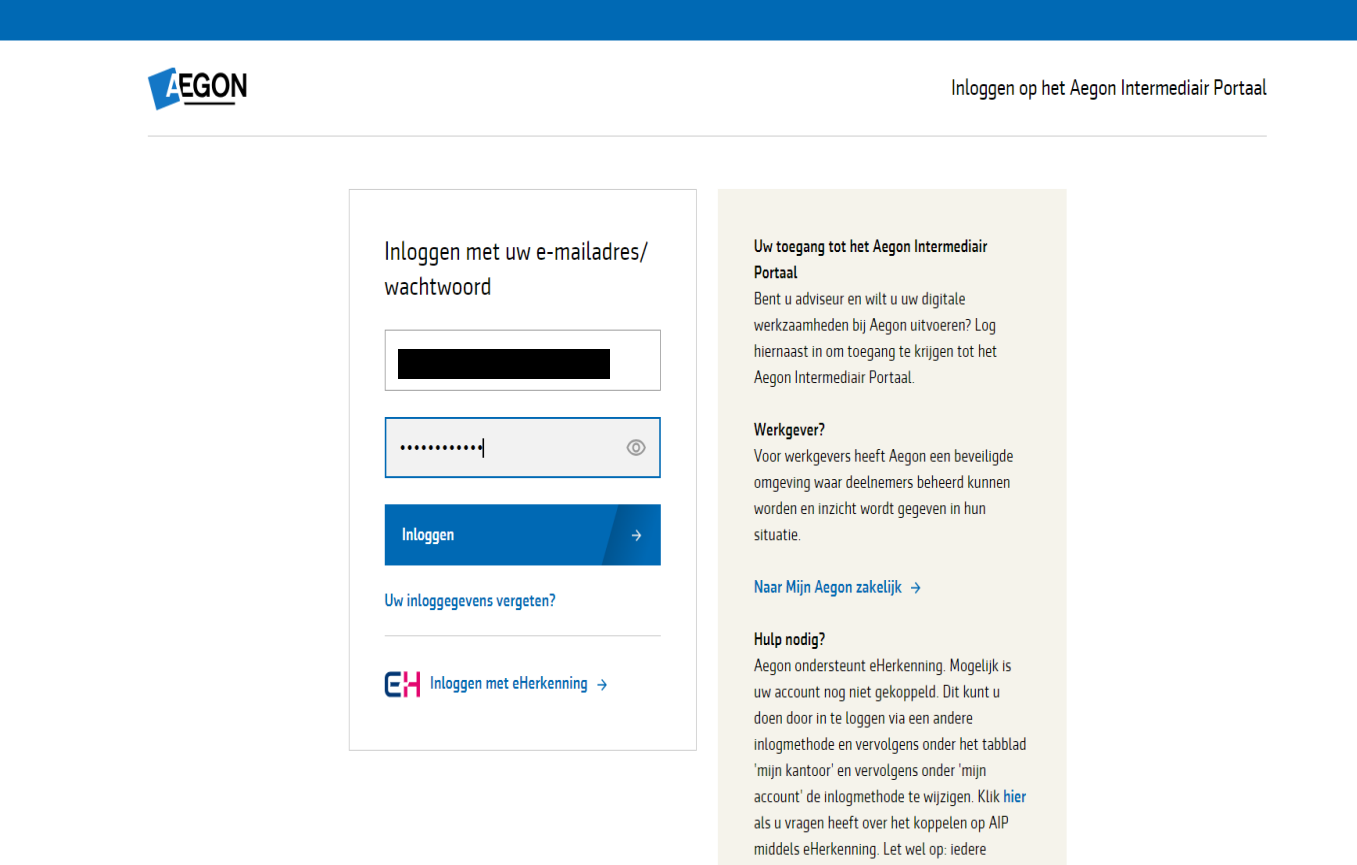 AEGON
Inloggen op het Aegon Intermediair Portaal
Inloggen met uw e-mailadres/
wachtwoord
••••••••••••
Inloggen
Uw inloggegevens vergeten?
EH Inloggen met eHerkenning
Uw toegang tot het Aegon Intermediair
Portaal
Bent u adviseur en wilt u uw digitale
werkzaamheden bij Aegon uitvoeren? Log
hiernaast in om toegang te krijgen tot het
Aegon Intermediair Portaal.
Werkgever?
Voor werkgevers heeft Aegon een beveiligde
omgeving waar deelnemers beheerd kunnen
worden en inzicht wordt gegeven in hun
situatie.
Naar Mijn Aegon zakelijk
Hulp nodig?
Aegon ondersteunt eHerkenning. Mogelijk is
uw account nog niet gekoppeld. Dit kunt u
doen door in te loggen via een andere
inlogmethode en vervolgens onder het tabblad
'mijn kantoor' en vervolgens onder 'mijn
account' de inlogmethode te wijzigen. Klik hier
als u vragen heeft over het koppelen op AIP
middels eHerkenning. Let wel op: iedere